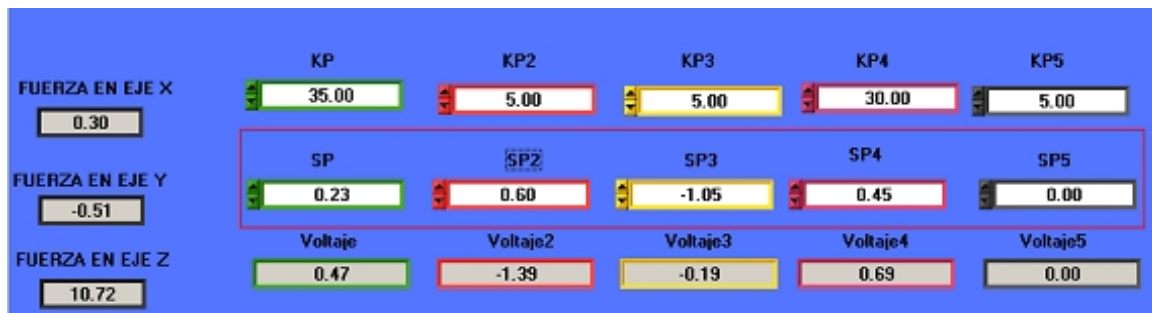 KP KP2 KP3 KP4 KP5
FUERZA EN EJE X
35.00 5.00 5.00 30.00 5.00
0.30
SP SP2 SP3 SP4 SP5
FUERZA EN EJE Y
0.23 0.60 -1.05 0.45 0.00
-0.51
Voltaje Voltaje2 Voltaje3 Voltaje4 Voltaje5
FUERZA EN EJE Z
0.47 -1.39 -0.19 0.69 0.00
10.72